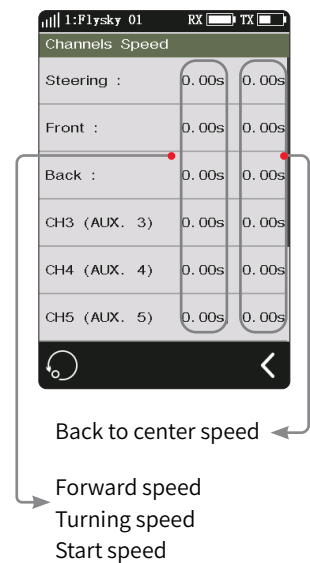 1:Flysky 01 RX TX
Channels Speed
Steering : 0.00s 0.00s
Front : 0.00s 0.00s
Back : 0.00s 0.00s
CH3 (AUX. 3) 0.00s 0.00s
CH4 (AUX. 4) 0.00s 0.00s
CH5 (AUX. 5) 0.00s 0.00s
Back to center speed
Forward speed
Turning speed
Start speed